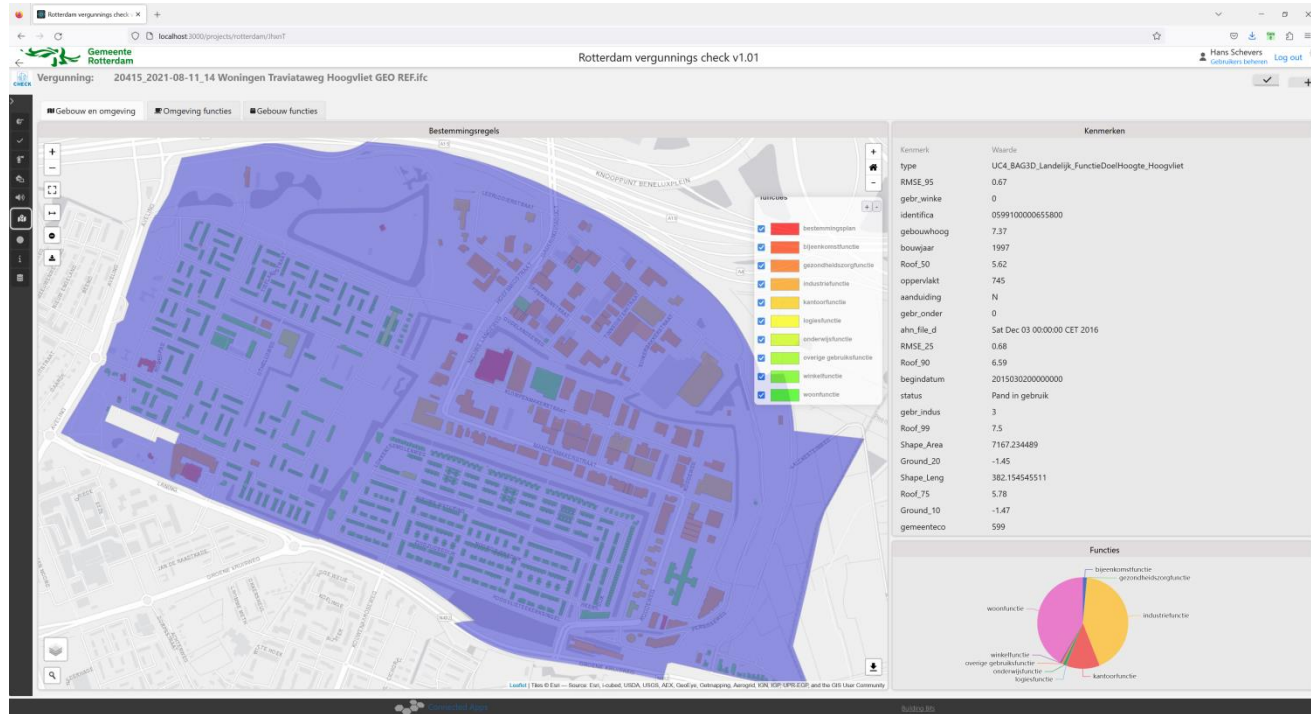 Rotterdam vergunnings check
localhost:3000/projects/rotterdam/JhwnT
Gemeente
Rotterdam
Rotterdam vergunnings check v1.01
Hans Schevers
Gebruikers beheren
Log out
CHECK
Vergunning: 20415_2021-08-11_14 Woningen Traviataweg Hoogvliet GEO REF.ifc
Gebouw en omgeving
Omgeving functies
Gebouw functies
Bestemmingsregels
KNOOPPUNT BENELUXPLEIN
functies
bestemmingsplan
bijeenkomstfunctie
gezondheidszorgfunctie
industriefunctie
kantoorfunctie
logiesfunctie
onderwijsfunctie
overige gebruiksfunctie
winkelfunctie
woonfunctie
AVELING
LANING
GROENE KRUISWEG
Leaflet | Tiles © Esri — Source: Esri, i-cubed, USDA, USGS, AEX, GeoEye, Getmapping, Aerogrid, IGN, IGP, UPR-EGP, and the GIS User Community
Kenmerken
Kenmerk Waarde
type UC4_BAG3D_Landelijk_FunctieDoelHoogte_Hoogvliet
RMSE_95 0.67
gebr_winke 0
identifica 0599100000655800
gebouwhoog 7.37
bouwjaar 1997
Roof_50 5.62
oppervlakt 745
aanduiding N
gebr_onder 0
ahn_file_d Sat Dec 03 00:00:00 CET 2016
RMSE_25 0.68
Roof_90 6.59
begindatum 2015030200000000
status Pand in gebruik
gebr_indus 3
Roof_99 7.5
Shape_Area 7167.234489
Ground_20 -1.45
Shape_Leng 382.154545511
Roof_75 5.78
Ground_10 -1.47
gemeenteco 599
Functies
bijeenkomstfunctie
gezondheidszorgfunctie
woonfunctie
industriefunctie
winkelfunctie
overige gebruiksfunctie
onderwijsfunctie
logiesfunctie
kantoorfunctie
Connected Apps
Building Bits